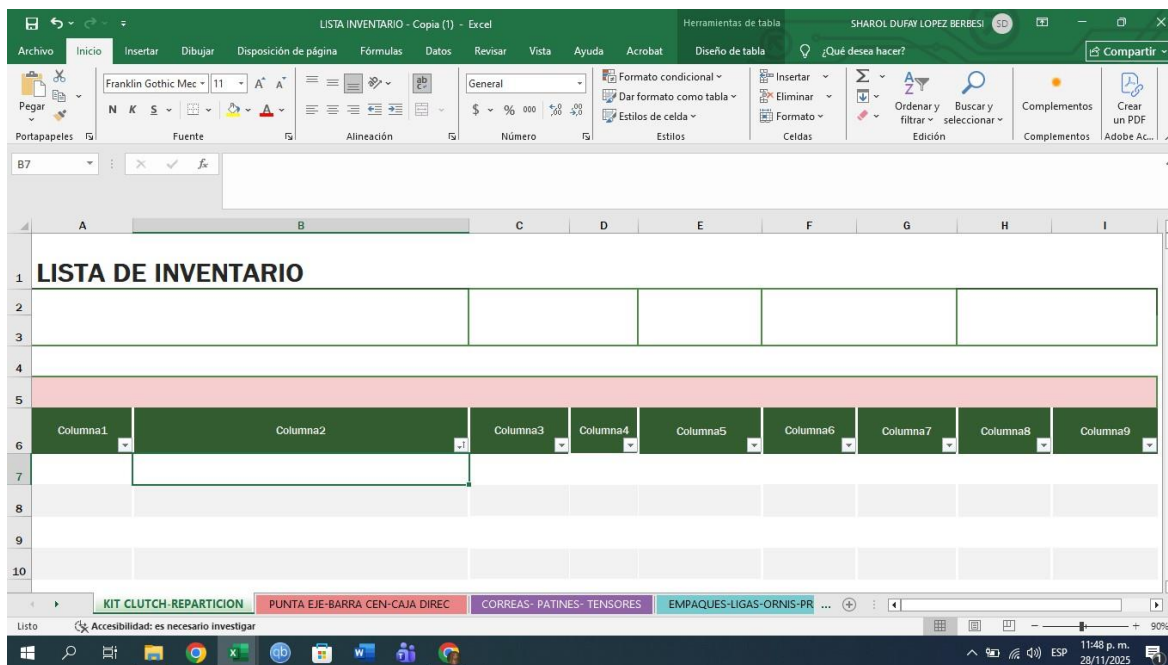 LISTA INVENTARIO - Copia (1) - Excel
Herramientas de tabla
SHAROL DUFAY LOPEZ BERBESI SD
Archivo Inicio Insertar Dibujar Disposición de página Fórmulas Datos Revisar Vista Ayuda Acrobat Diseño de tabla ¿Qué desea hacer? Compartir
Pegar
Portapapeles
Franklin Gothic Mec 11 A A
N K S A
Fuente
ab
Alineación
General
$ % 000
Número
Formato condicional
Dar formato como tabla
Estilos de celda
Estilos
Insertar
Eliminar
Formato
Celdas
Ordenar y filtrar
Buscar y seleccionar
Edición
Complementos
Complementos
Crear un PDF
Adobe Ac...
B7 fx
A B C D E F G H I
1 LISTA DE INVENTARIO
2
3
4
5
6 Columna1 Columna2 Columna3 Columna4 Columna5 Columna6 Columna7 Columna8 Columna9
7
8
9
10
KIT CLUTCH-REPARTICION PUNTA EJE-BARRA CEN-CAJA DIREC CORREAS- PATINES- TENSORES EMPAQUES-LIGAS-ORNIS-PR ...
Listo Accesibilidad: es necesario investigar 90%
ESP 11:48 p. m.
28/11/2025